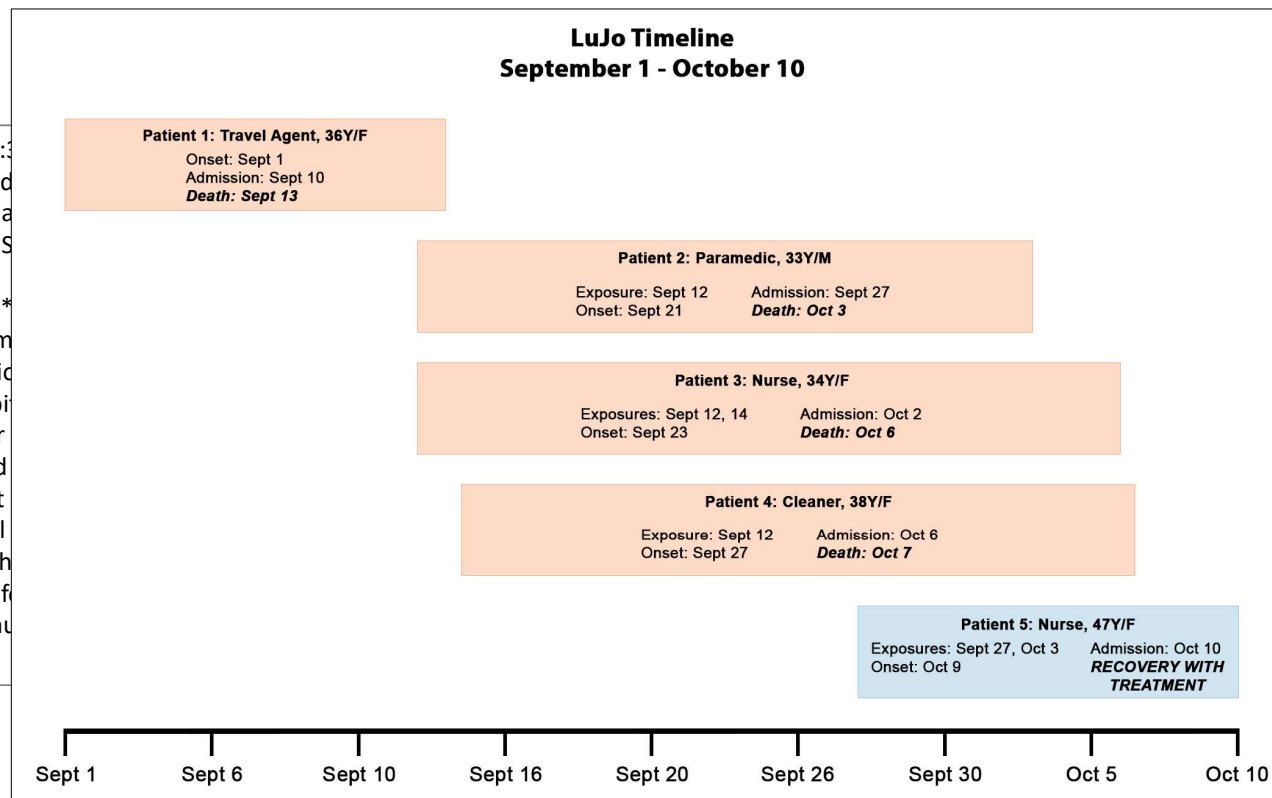 LuJo Timeline
September 1 - October 10
Patient 1: Travel Agent, 36Y/F
Onset: Sept 1
Admission: Sept 10
Death: Sept 13
Patient 2: Paramedic, 33Y/M
Exposure: Sept 12 Admission: Sept 27
Onset: Sept 21 Death: Oct 3
Patient 3: Nurse, 34Y/F
Exposures: Sept 12, 14 Admission: Oct 2
Onset: Sept 23 Death: Oct 6
Patient 4: Cleaner, 38Y/F
Exposure: Sept 12 Admission: Oct 6
Onset: Sept 27 Death: Oct 7
Patient 5: Nurse, 47Y/F
Exposures: Sept 27, Oct 3 Admission: Oct 10
Onset: Oct 9 RECOVERY WITH
TREATMENT
Sept 1 Sept 6 Sept 10 Sept 16 Sept 20 Sept 26 Sept 30 Oct 5 Oct 10